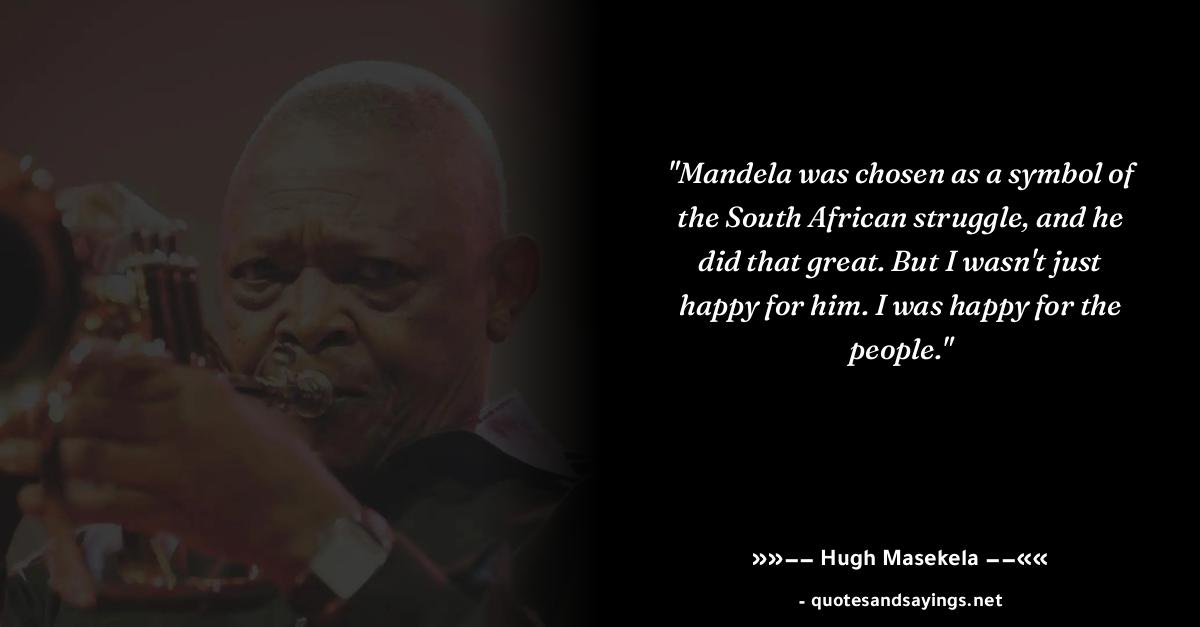 "Mandela was chosen as a symbol of
the South African struggle, and he
did that great. But I wasn't just
happy for him. I was happy for the
people."
»»–– Hugh Masekela ––««
- quotesandsayings.net